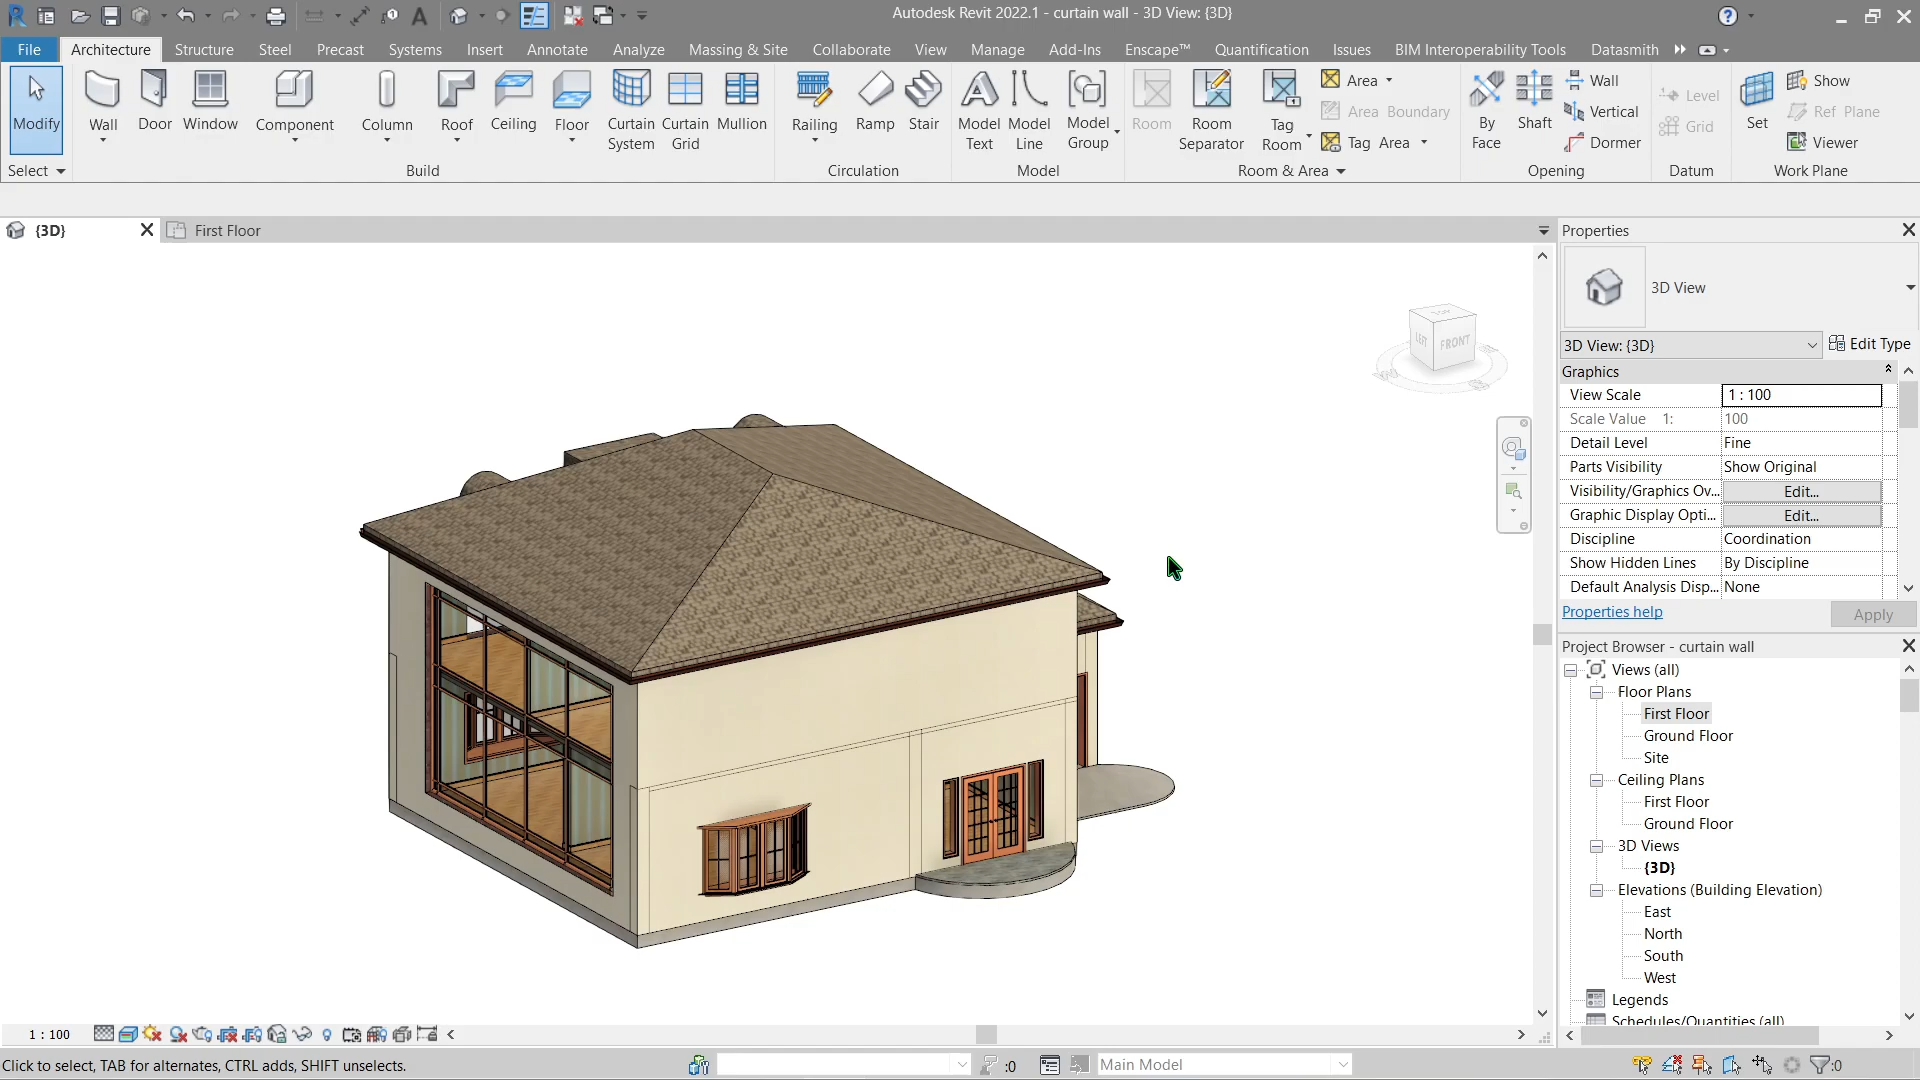 Autodesk Revit 2022.1 - curtain wall - 3D View: {3D}
File Architecture Structure Steel Precast Systems Insert Annotate Analyze Massing & Site Collaborate View Manage Add-Ins Enscape™ Quantification Issues BIM Interoperability Tools Datasmith
Modify
Wall
Door
Window
Component
Column
Roof
Ceiling
Floor
Curtain System
Curtain Grid
Mullion
Railing
Ramp
Stair
Model Text
Model Line
Model Group
Room
Room Separator
Tag Room
Area
Area Boundary
Tag Area
By Face
Shaft
Wall
Vertical
Dormer
Level
Grid
Set
Show
Ref Plane
Viewer
Select Build Circulation Model Room & Area Opening Datum Work Plane
{3D} First Floor
TOP
LEFT FRONT
Properties
3D View
3D View: {3D} Edit Type
Graphics
View Scale 1 : 100
Scale Value 1: 100
Detail Level Fine
Parts Visibility Show Original
Visibility/Graphics Ov... Edit...
Graphic Display Opti... Edit...
Discipline Coordination
Show Hidden Lines By Discipline
Default Analysis Disp... None
Properties help Apply
Project Browser - curtain wall
Views (all)
Floor Plans
First Floor
Ground Floor
Site
Ceiling Plans
First Floor
Ground Floor
3D Views
{3D}
Elevations (Building Elevation)
East
North
South
West
Legends
Schedules/Quantities (all)
1 : 100
Click to select, TAB for alternates, CTRL adds, SHIFT unselects. :0 Main Model :0